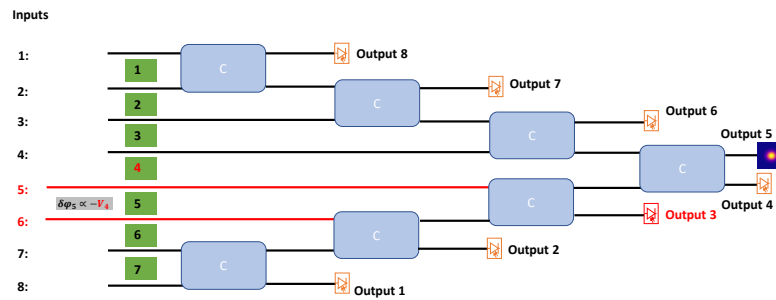 Inputs
1:
1
C
Output 8
2:
2
C
Output 7
3:
3
C
Output 6
4:
4
C
Output 5
5:
δφ₅ ∝ −V₄
5
C
Output 4
6:
6
C
Output 3
7:
7
C
Output 2
8:
Output 1